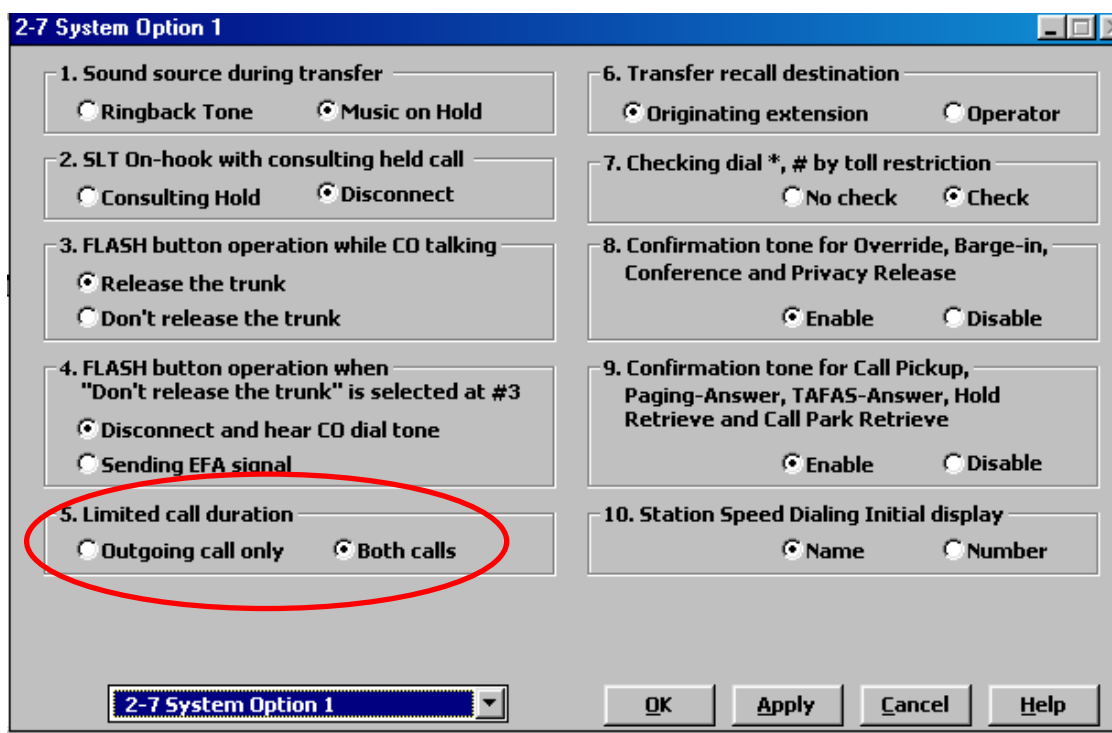 2-7 System Option 1
1. Sound source during transfer
Ringback Tone Music on Hold
2. SLT On-hook with consulting held call
Consulting Hold Disconnect
3. FLASH button operation while CO talking
Release the trunk
Don't release the trunk
4. FLASH button operation when
"Don't release the trunk" is selected at #3
Disconnect and hear CO dial tone
Sending EFA signal
5. Limited call duration
Outgoing call only Both calls
6. Transfer recall destination
Originating extension Operator
7. Checking dial *, # by toll restriction
No check Check
8. Confirmation tone for Override, Barge-in,
Conference and Privacy Release
Enable Disable
9. Confirmation tone for Call Pickup,
Paging-Answer, TAFAS-Answer, Hold
Retrieve and Call Park Retrieve
Enable Disable
10. Station Speed Dialing Initial display
Name Number
2-7 System Option 1
OK Apply Cancel Help